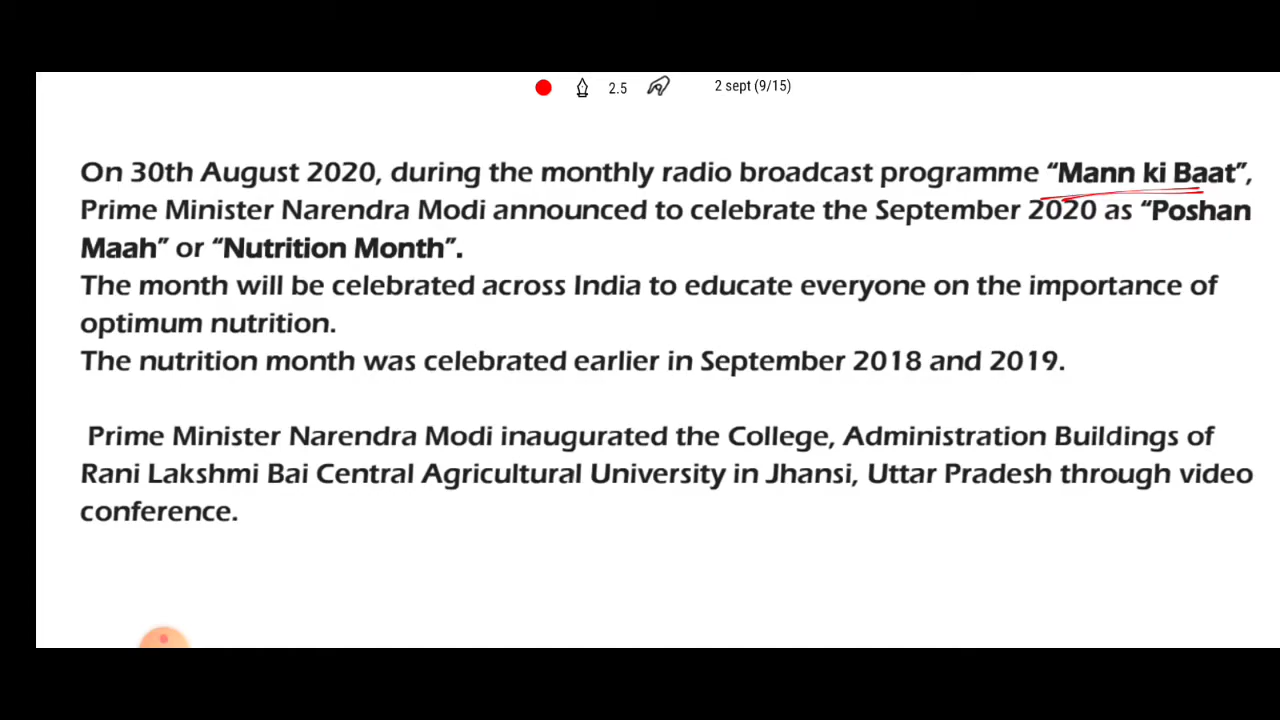 2.5 2 sept (9/15)
On 30th August 2020, during the monthly radio broadcast programme “Mann ki Baat”,
Prime Minister Narendra Modi announced to celebrate the September 2020 as “Poshan
Maah” or “Nutrition Month”.
The month will be celebrated across India to educate everyone on the importance of
optimum nutrition.
The nutrition month was celebrated earlier in September 2018 and 2019.
Prime Minister Narendra Modi inaugurated the College, Administration Buildings of
Rani Lakshmi Bai Central Agricultural University in Jhansi, Uttar Pradesh through video
conference.